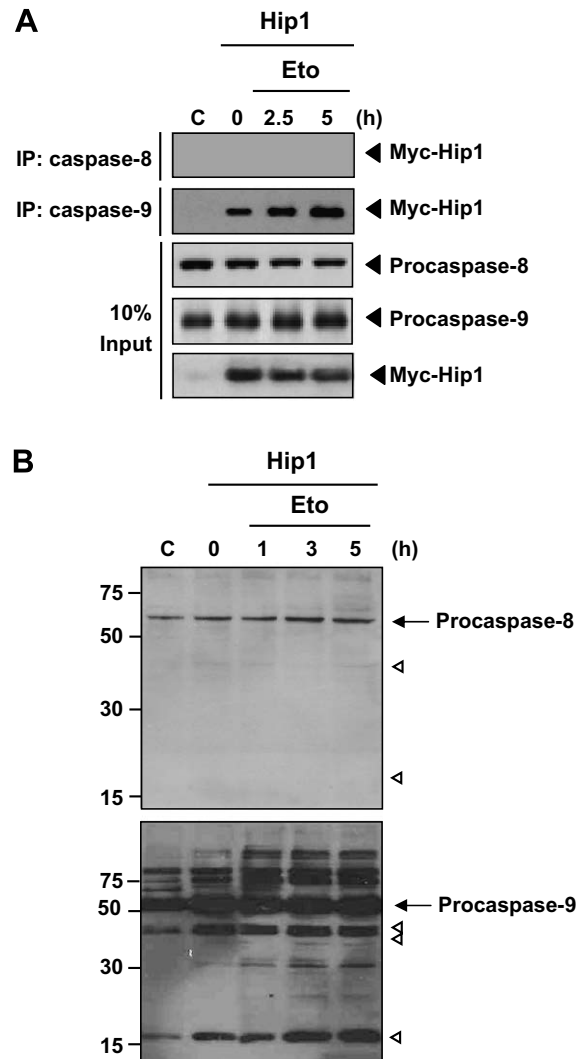 A
Hip1
Eto
C 0 2.5 5 (h)
IP: caspase-8 Myc-Hip1
IP: caspase-9 Myc-Hip1
Procaspase-8
10% Input
Procaspase-9
Myc-Hip1
B
Hip1
Eto
C 0 1 3 5 (h)
75
50 Procaspase-8
30
15
75
50 Procaspase-9
30
15